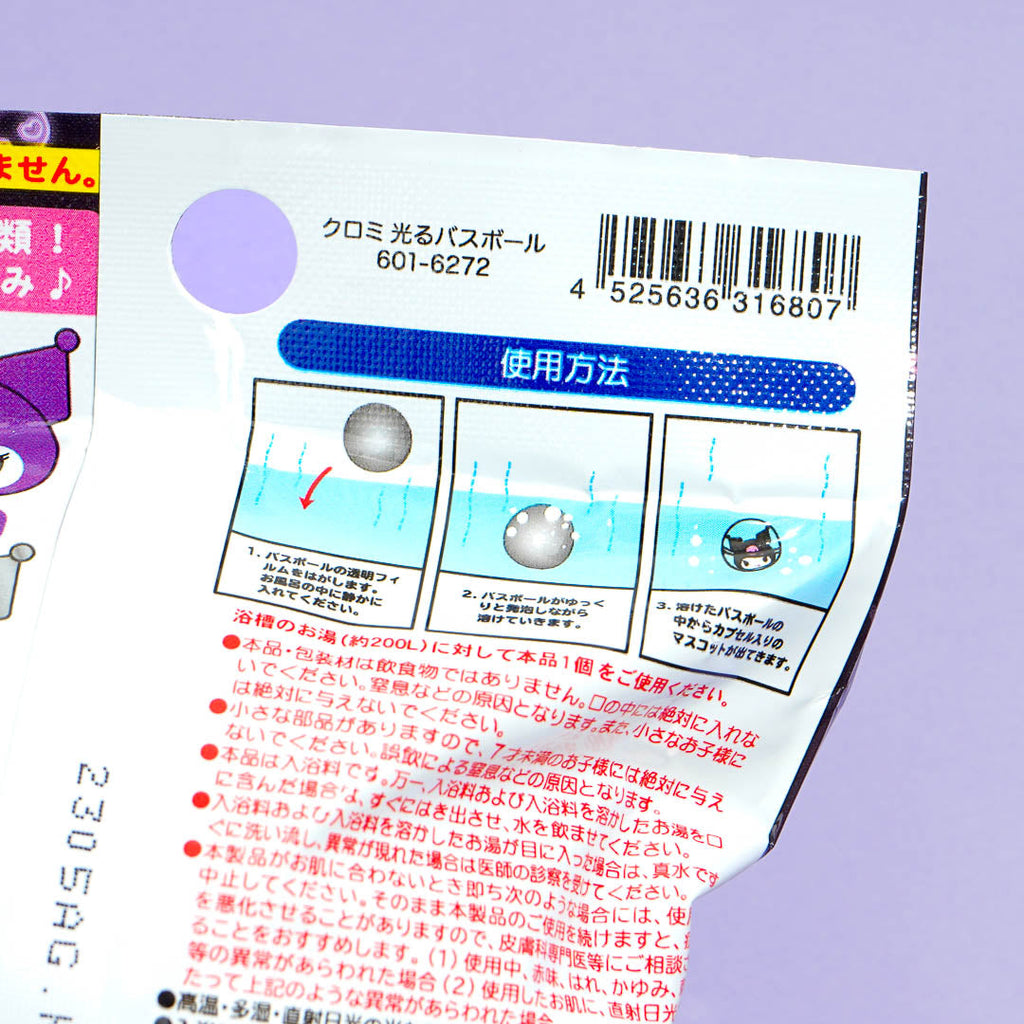 ません。
類！
み♪
クロミ 光るバスボール
601-6272
4 525636 316807
使用方法
1. バスボールの透明フィ
ルムをはがします。
お風呂の中に静かに
入れてください。
2. バスボールがゆっく
りと発泡しながら
溶けていきます。
3. 溶けたバスボールの
中からカプセル入りの
マスコットが出てきます。
浴槽のお湯(約200L)に対して本品1個をご使用ください。
●本品・包装材は飲食物ではありません。口の中には絶対に入れな
いでください。窒息などの原因となります。また、小さなお子様に
は絶対に与えないでください。
●小さな部品がありますので、7才未満のお子様には絶対に与え
ないでください。誤飲による窒息などの原因となります。
●本品は入浴料です。万一、入浴料および入浴料を溶かしたお湯を口
に含んだ場合は、すぐにはき出させ、水を飲ませてください。
●入浴料および入浴料を溶かしたお湯が目に入った場合は、真水です
ぐに洗い流し、異常が現れた場合は医師の診察を受けてください。
●本製品がお肌に合わないとき即ち次のような場合には、使
中止してください。そのまま本製品のご使用を続けますと、
を悪化させることがありますので、皮膚科専門医等にご相談
ることをおすすめします。(1)使用中、赤味、はれ、かゆみ、
等の異常があらわれた場合(2)使用したお肌に、直射日光
たって上記のような異常があらわれた場合
●高温・多湿・直射日光の
2305AG.